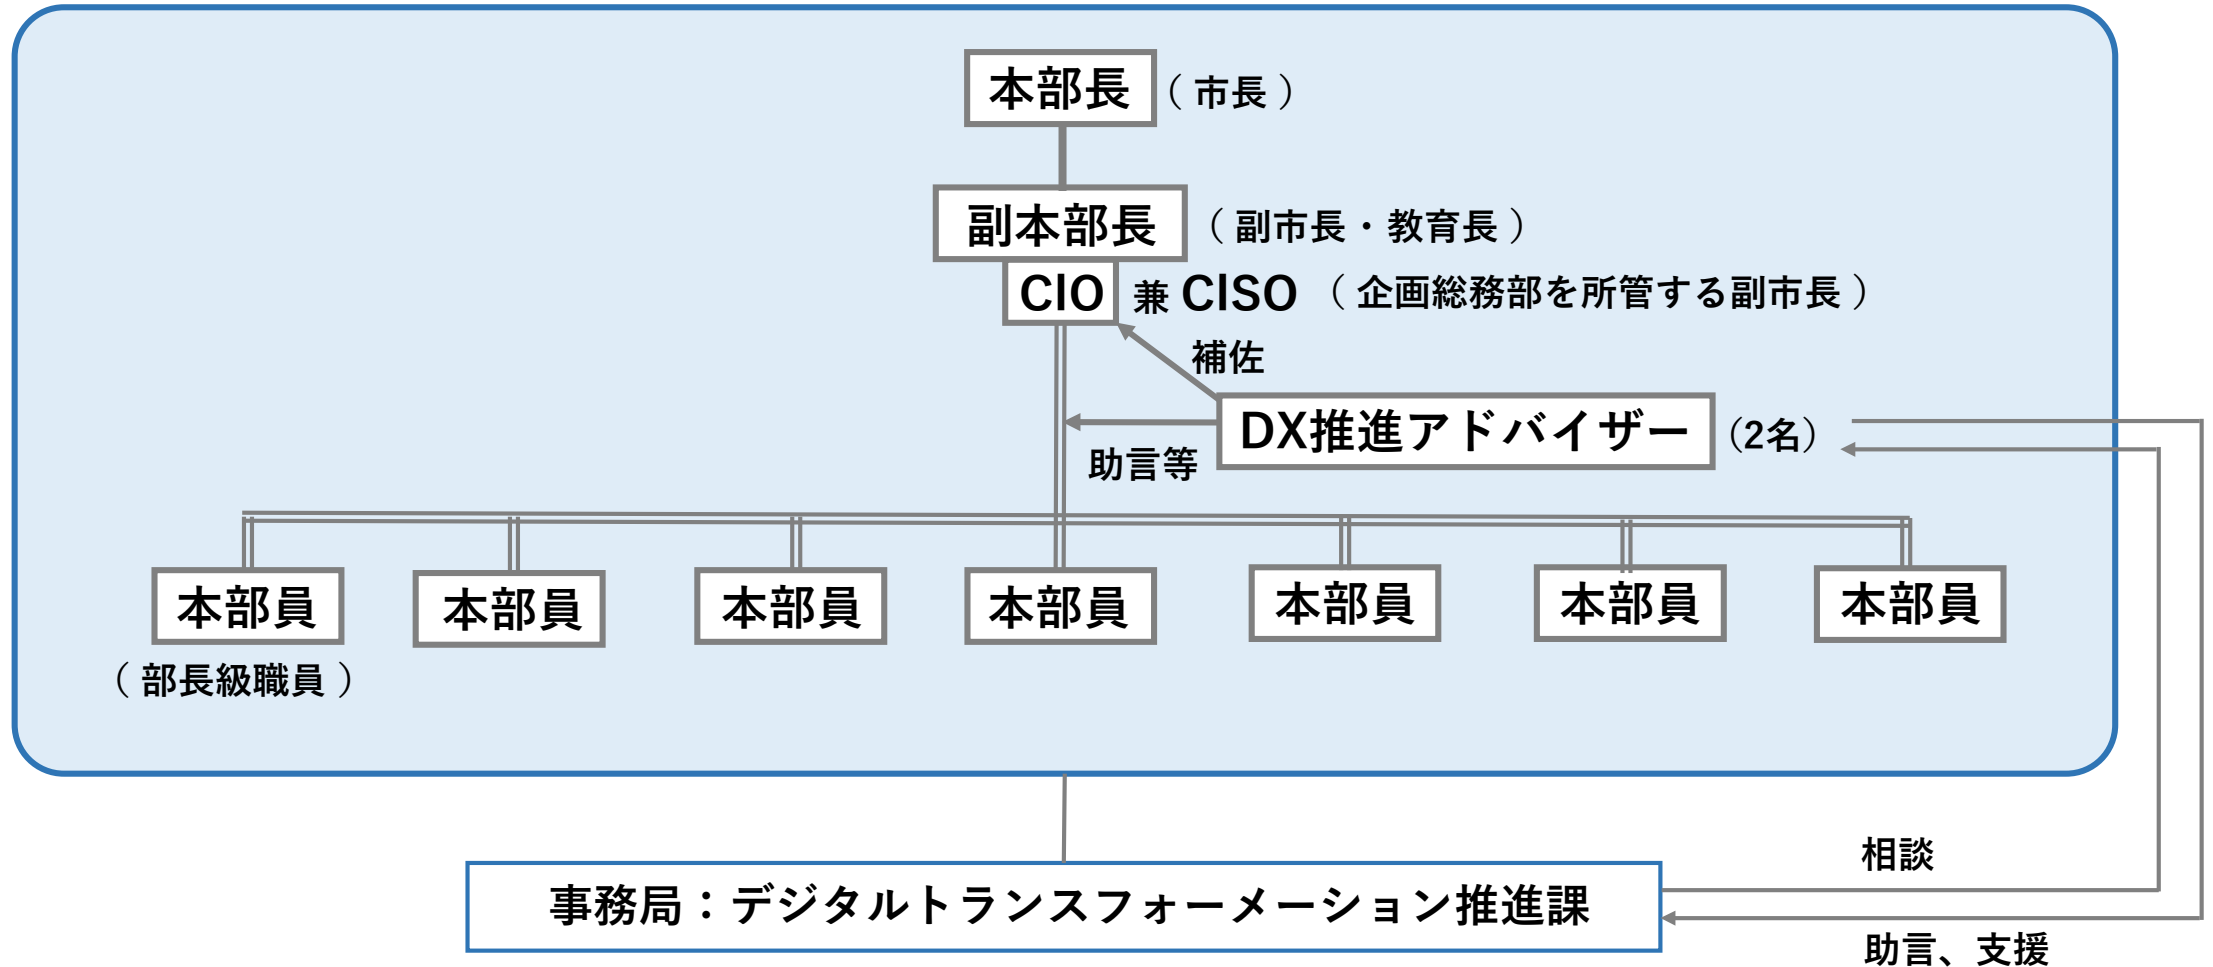 本部長（ 市長 ）
副本部長（ 副市長・教育長 ）
CIO 兼 CISO （ 企画総務部を所管する副市長 ）
補佐
DX推進アドバイザー（2名）
助言等
本部員 本部員 本部員 本部員 本部員 本部員 本部員
（ 部長級職員 ）
相談
事務局：デジタルトランスフォーメーション推進課
助言、支援